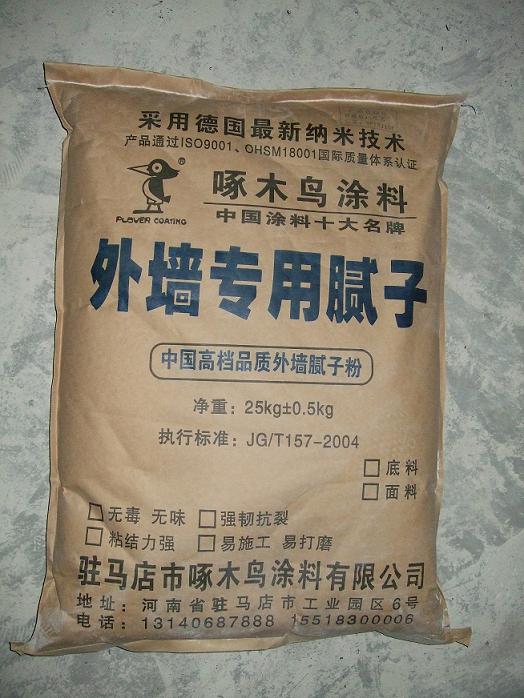 采用德国最新纳米技术
产品通过ISO9001、OHSM18001国际质量体系认证
®
啄木鸟涂料
PLOVER COATING
中国涂料十大名牌
外墙专用腻子
中国高档品质外墙腻子粉
净重：25kg±0.5kg
执行标准：JG/T157-2004
□底料
□面料
□无毒 无味 □强韧抗裂
□粘结力强 □易施工 易打磨
驻马店市啄木鸟涂料有限公司
地址：河南省驻马店市工业园区6号
电话：13140687888 15518300006